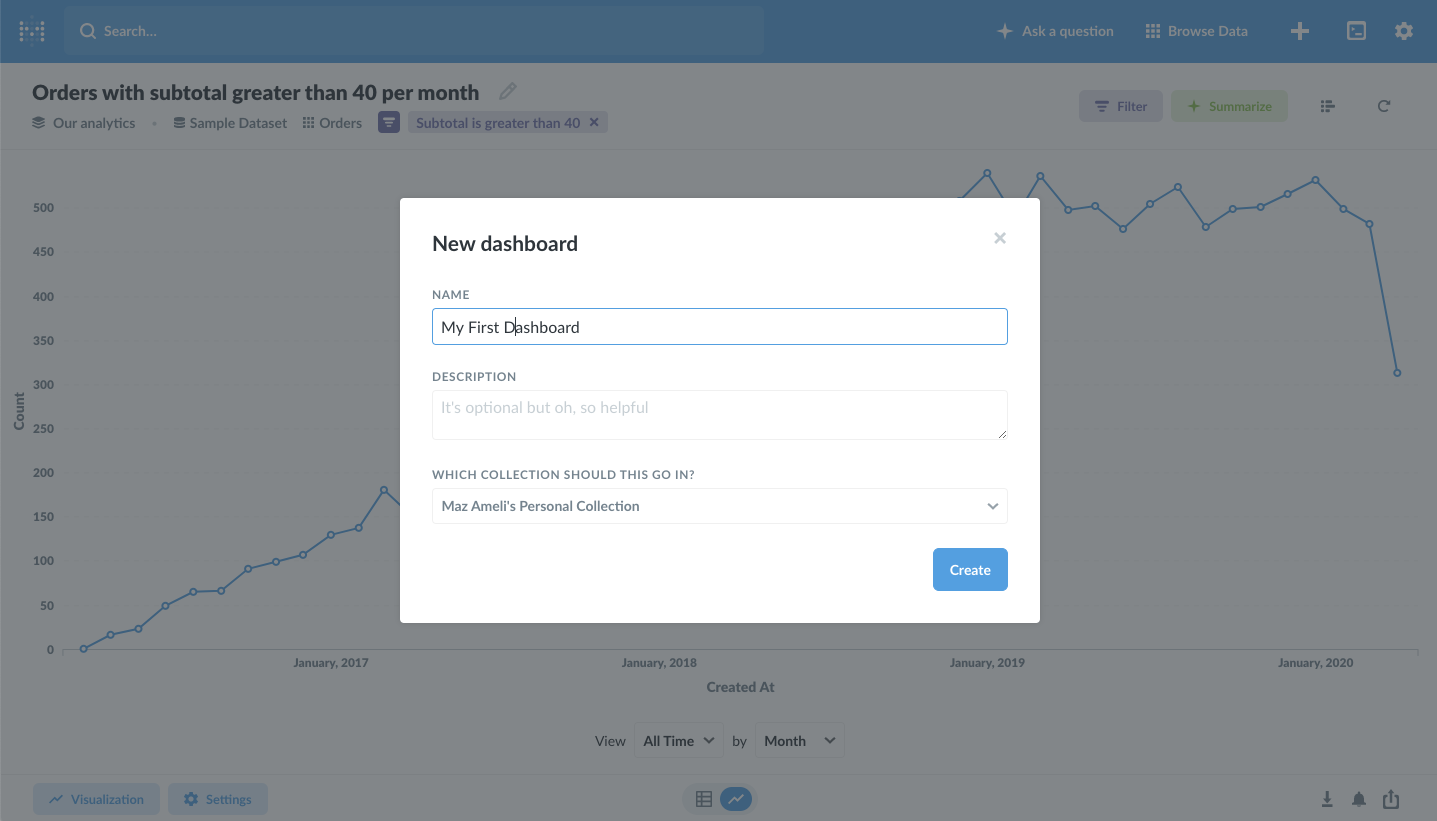 Search...
Ask a question
Browse Data
Orders with subtotal greater than 40 per month
Our analytics • Sample Dataset Orders Subtotal is greater than 40
Filter
Summarize
New dashboard
NAME
My First Dashboard
DESCRIPTION
It's optional but oh, so helpful
WHICH COLLECTION SHOULD THIS GO IN?
Maz Ameli's Personal Collection
Create
500
450
400
350
300
250
200
150
100
50
0
Count
January, 2017 January, 2018 January, 2019 January, 2020
Created At
View All Time by Month
Visualization
Settings